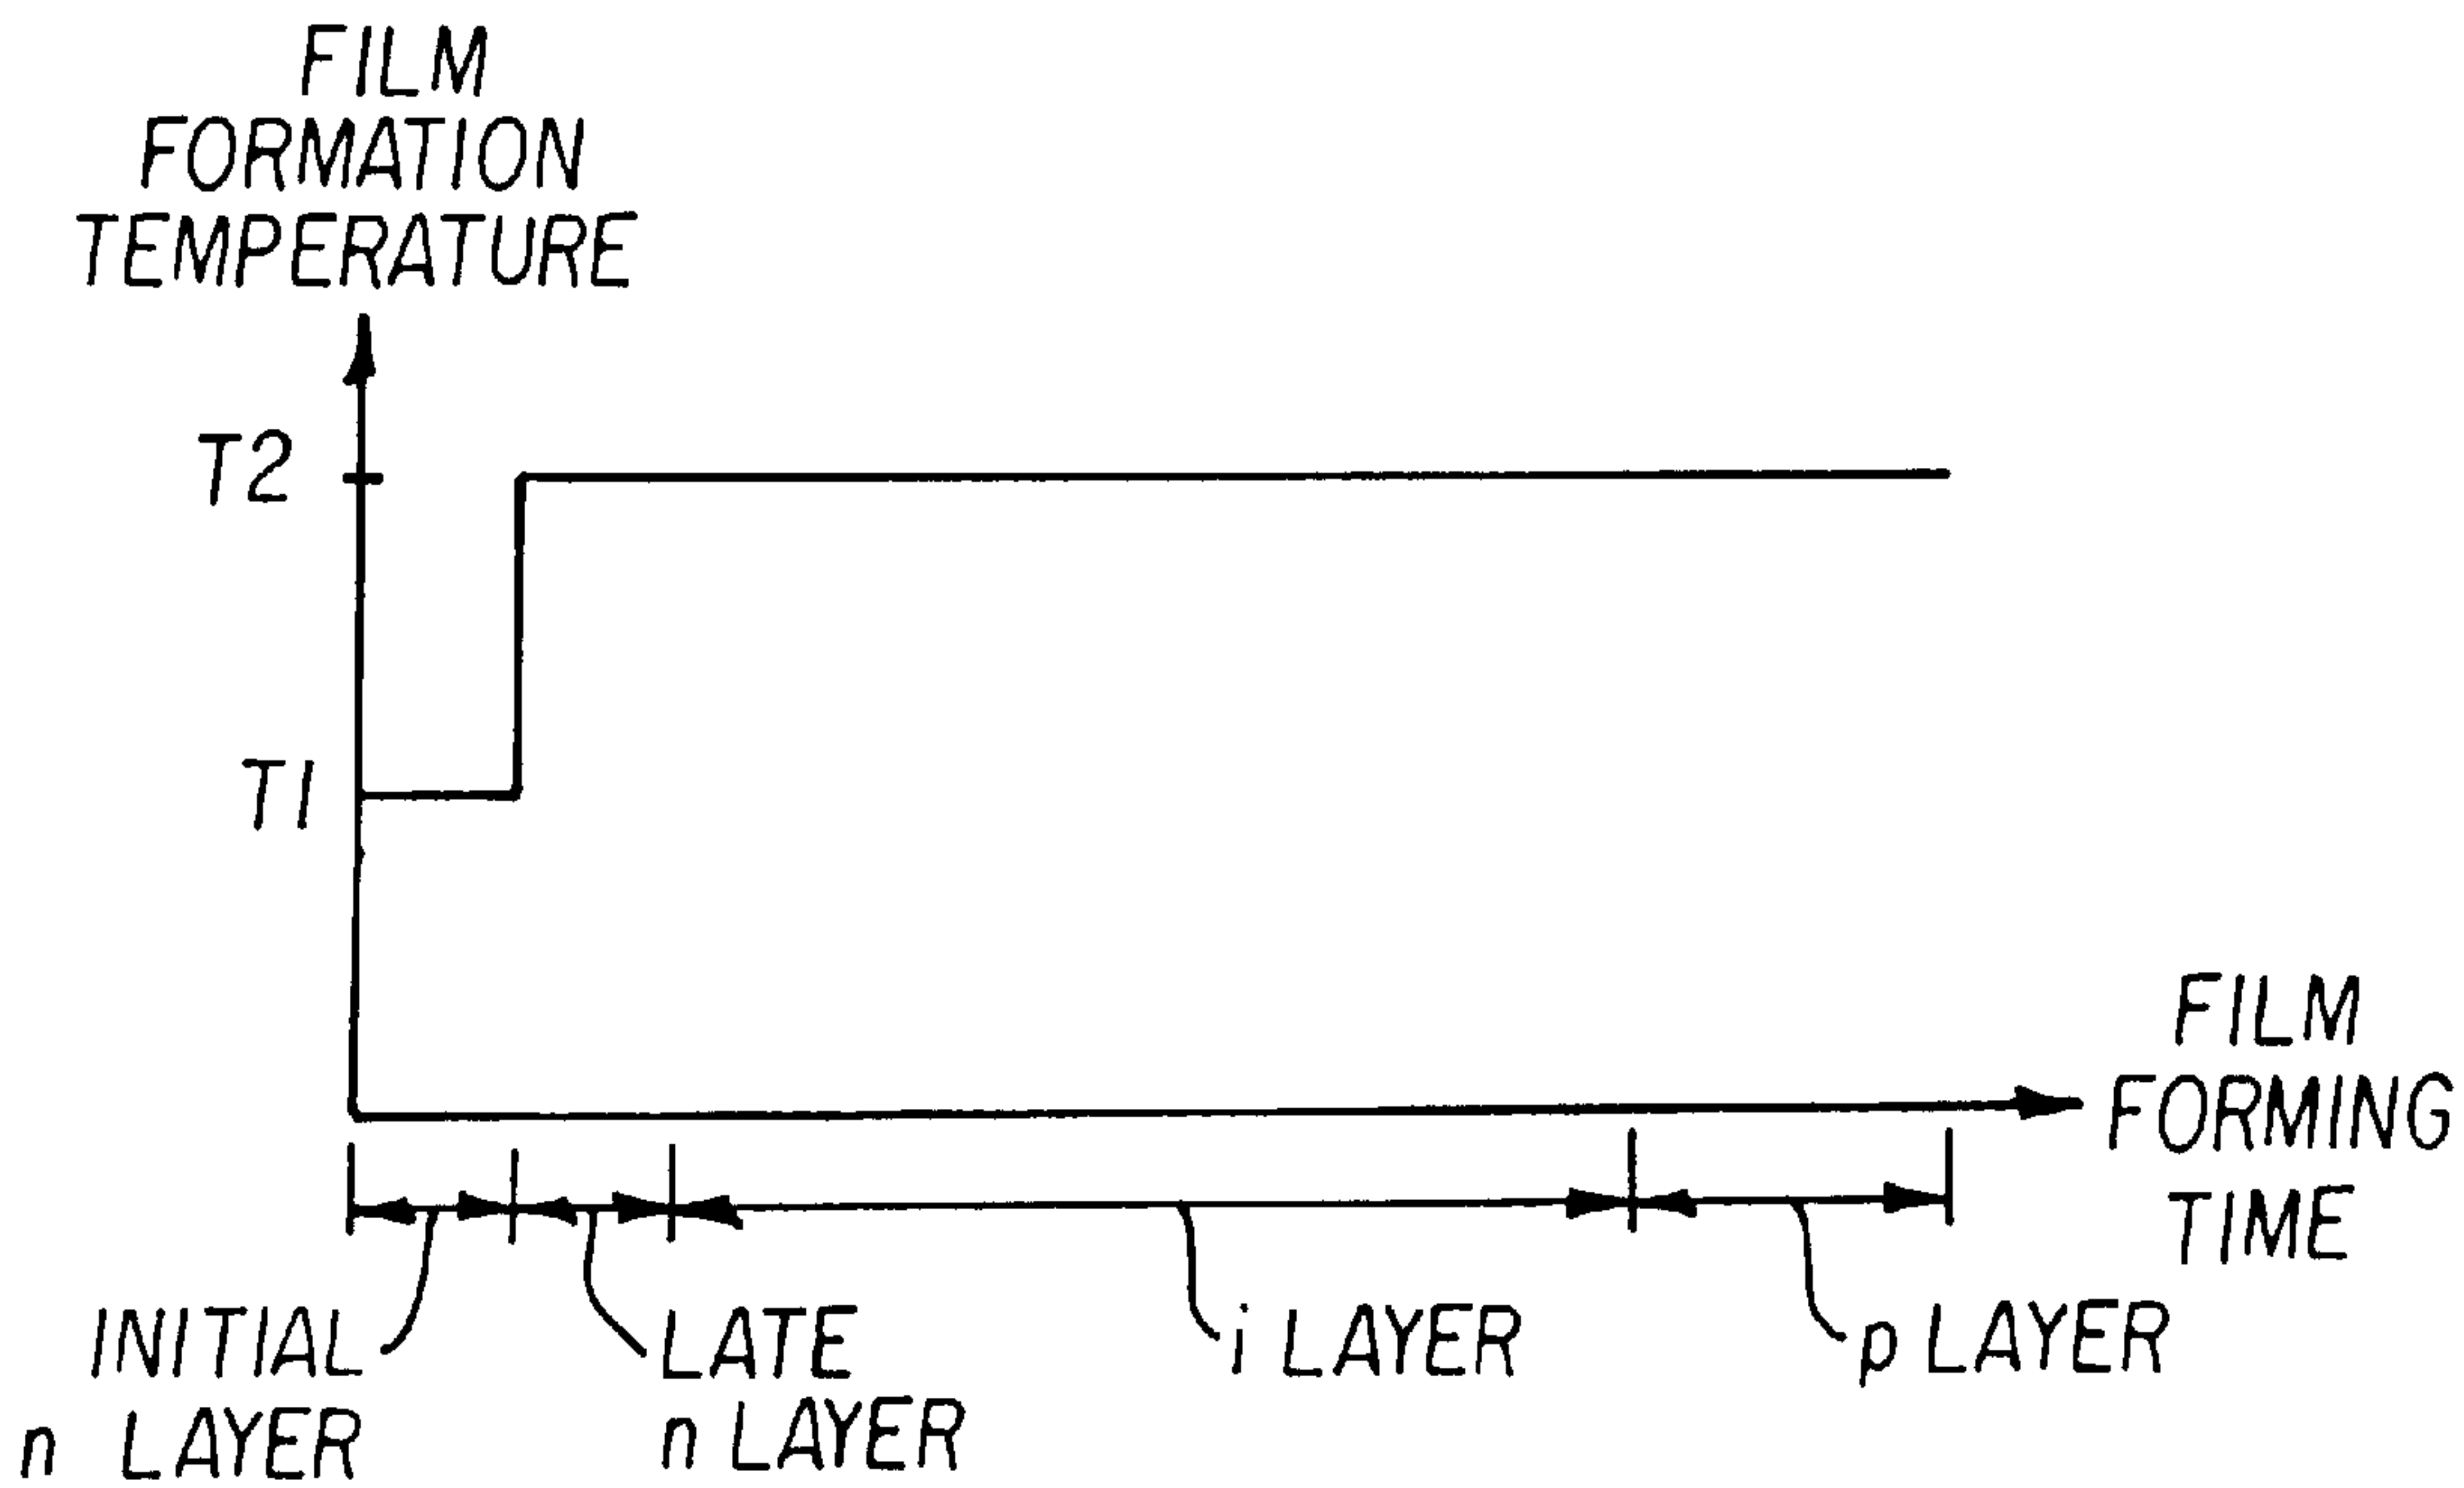 FILM
FORMATION
TEMPERATURE
T2
T1
FILM
FORMING
TIME
INITIAL
n LAYER
LATE
n LAYER
i LAYER
p LAYER